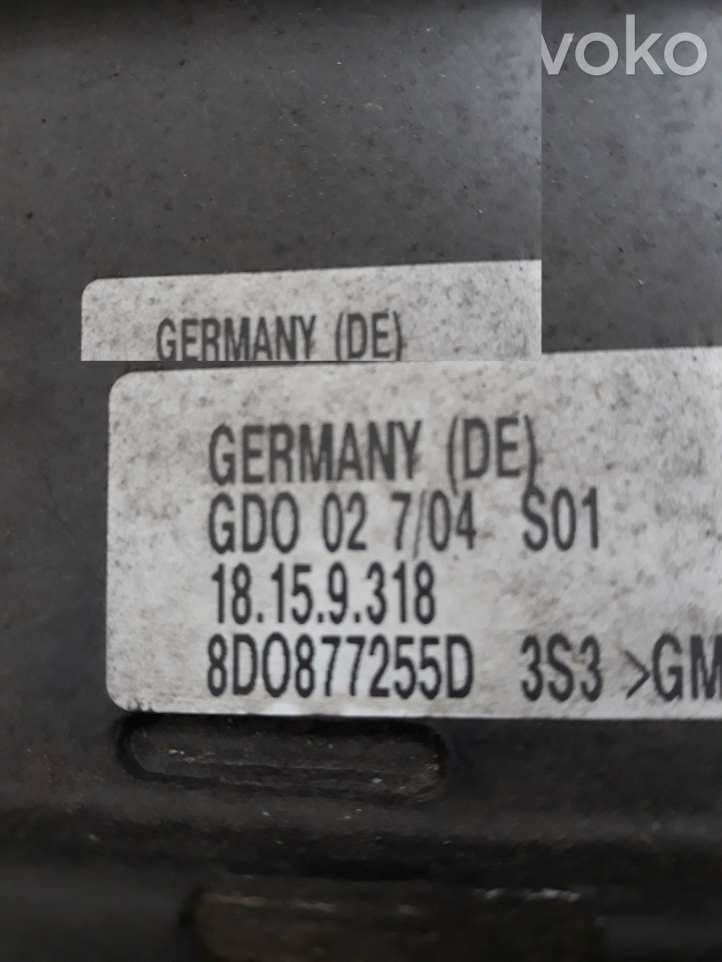 voko
GERMANY (DE)
GERMANY (DE)
GDO 02 7/04 S01
18.15.9.318
8D0877255D 3S3 >GM